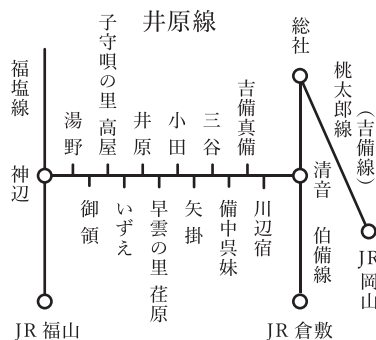 井原線
総社
桃太郎線
(吉備線)
福塩線
子守唄の里高屋
吉備真備
湯野
井原
小田
三谷
神辺
清音
御領
いずえ
早雲の里荏原
矢掛
備中呉妹
川辺宿
伯備線
JR岡山
JR福山
JR倉敷